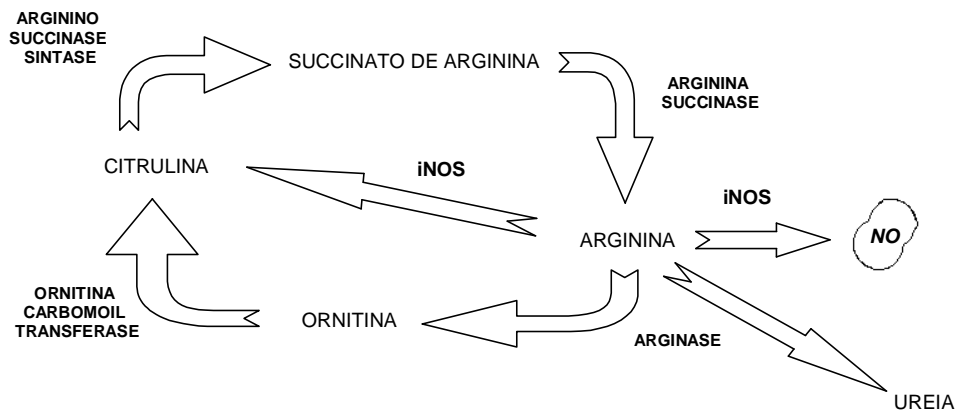 ARGININO
SUCCINASE
SINTASE
SUCCINATO DE ARGININA
ARGININA
SUCCINASE
CITRULINA
iNOS
iNOS
ARGININA
NO
ORNITINA
CARBOMOIL
TRANSFERASE
ORNITINA
ARGINASE
UREIA